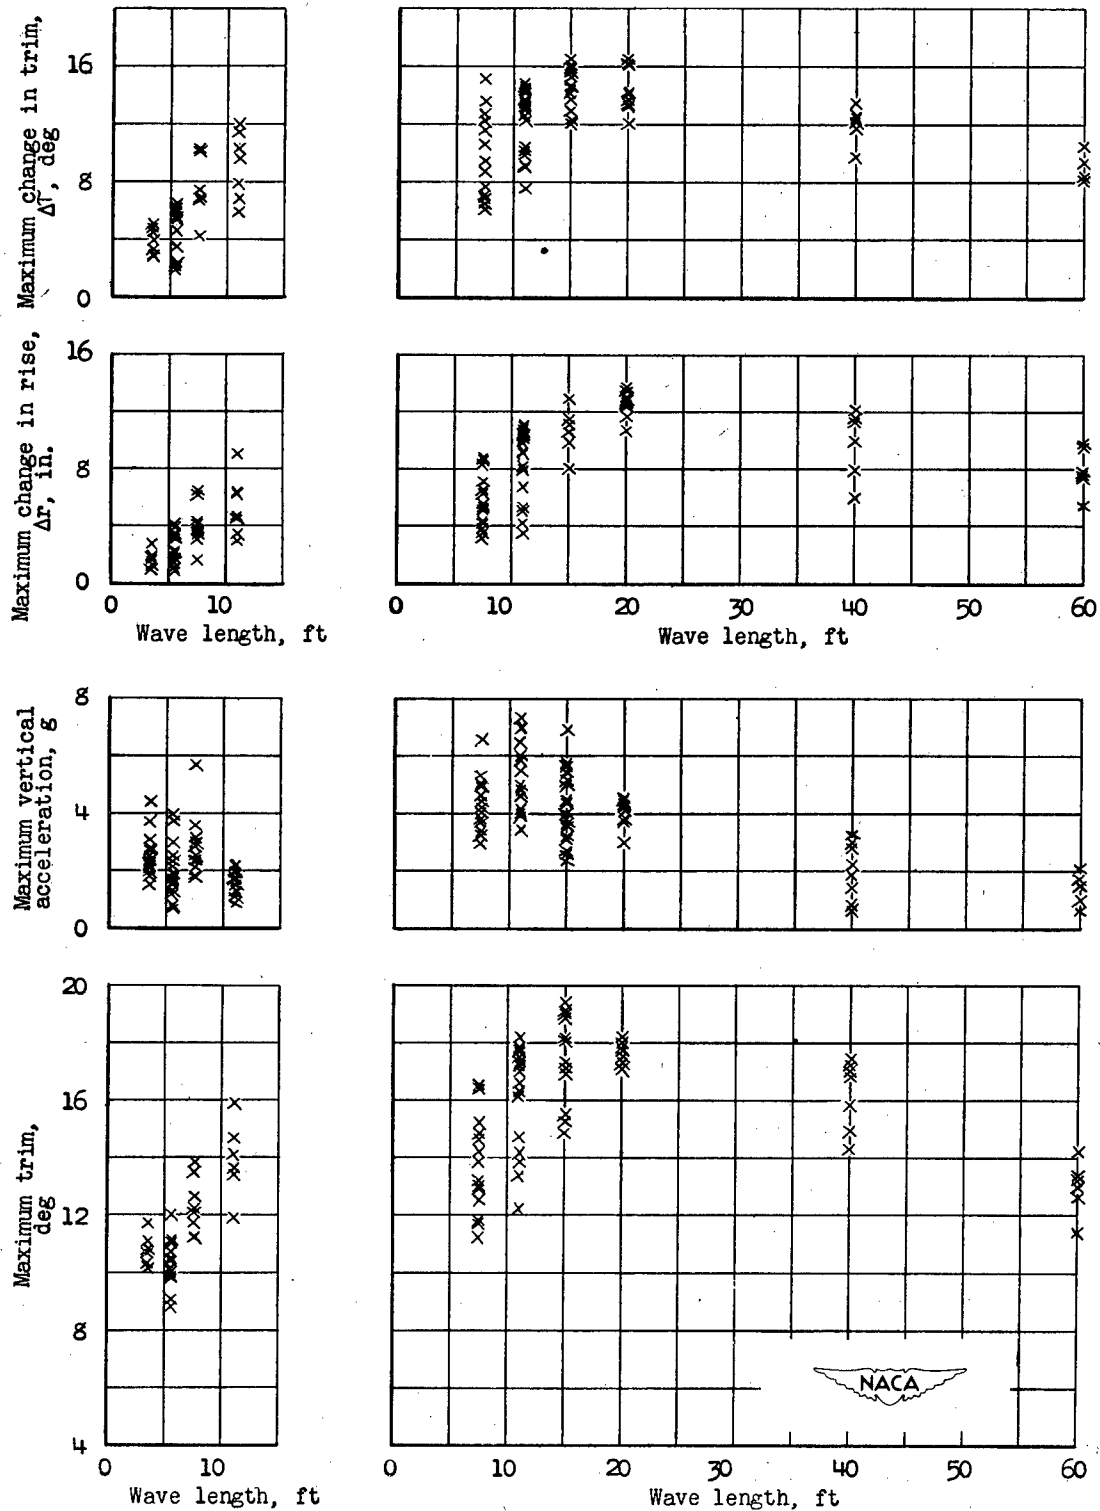 Maximum change in trim,
Δτ, deg
16
8
0
Maximum change in rise,
Δr, in.
16
8
0
0 10
Wave length, ft
0 10 20 30 40 50 60
Wave length, ft
Maximum vertical
acceleration, g
8
4
0
Maximum trim,
deg
20
16
12
8
4
NACA
0 10
Wave length, ft
0 10 20 30 40 50 60
Wave length, ft